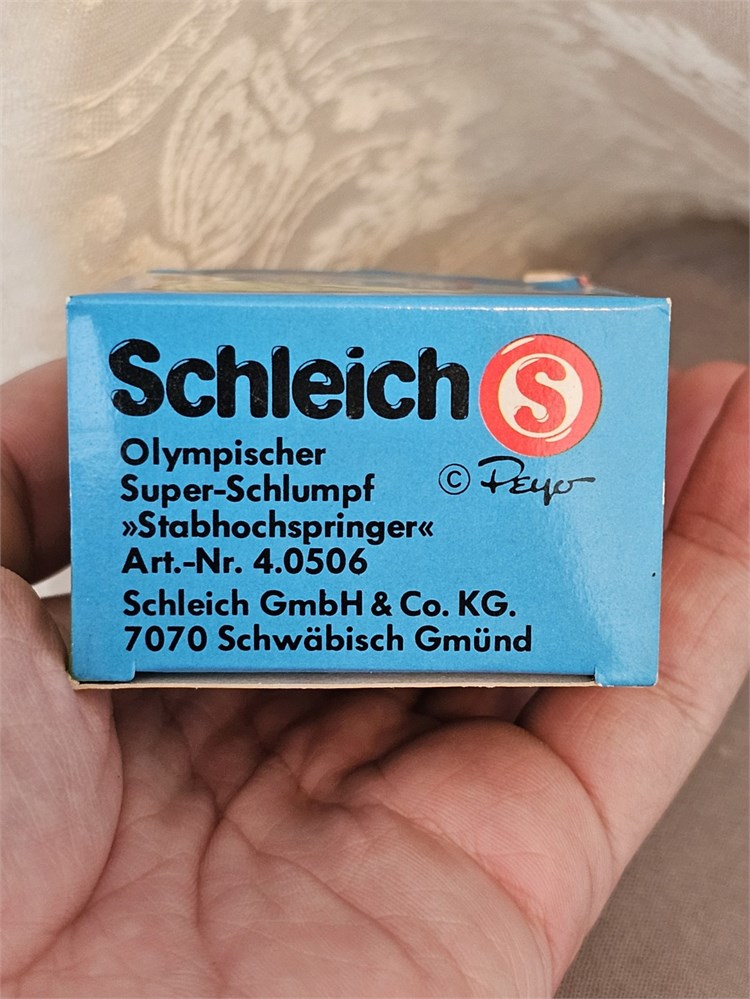 Schleich S
Olympischer
Super-Schlumpf
© Peyo
»Stabhochspringer«
Art.-Nr. 4.0506
Schleich GmbH & Co. KG.
7070 Schwäbisch Gmünd